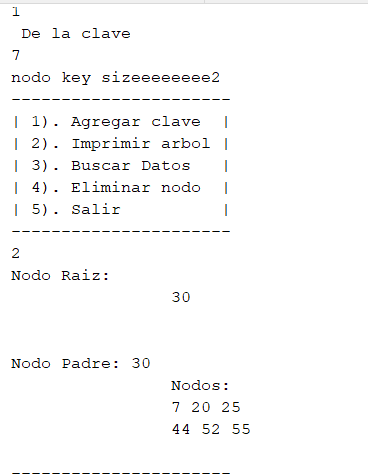 1
De la clave
7
nodo key sizeeeeeeee2
----------------------
| 1). Agregar clave  |
| 2). Imprimir arbol |
| 3). Buscar Datos   |
| 4). Eliminar nodo  |
| 5). Salir          |
----------------------
2
Nodo Raiz:
30
Nodo Padre: 30
Nodos:
7 20 25
44 52 55
----------------------